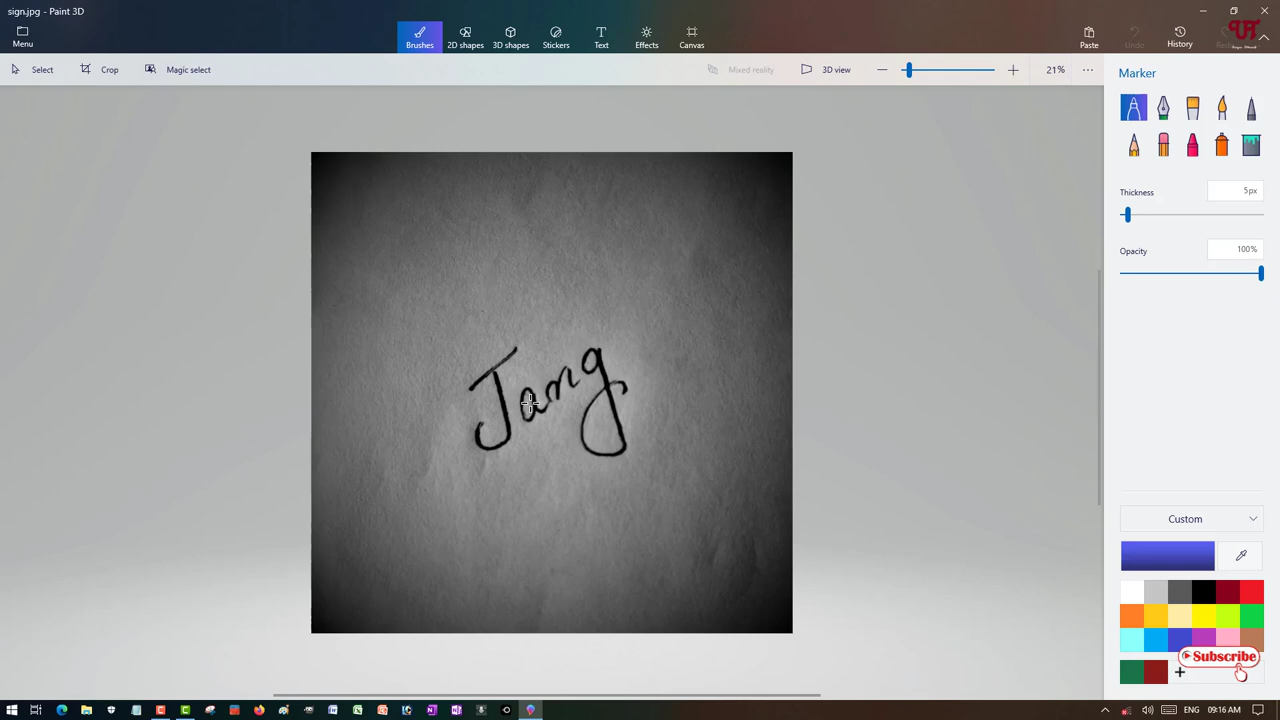 sign.jpg - Paint 3D
Menu
Brushes
2D shapes
3D shapes
Stickers
Text
Effects
Canvas
Paste
Undo
History
Select
Crop
Magic select
Mixed reality
3D view
21%
Marker
Thickness
5px
Opacity
100%
Jang
Custom
Subscribe
09:16 AM